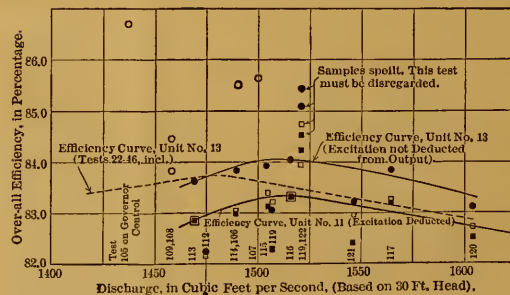 Over-all Efficiency, in Percentage.
86.0
85.0
84.0
83.0
82.0
Samples spoilt. This test
must be disregarded.
Efficiency Curve, Unit No. 13
(Excitation not Deducted
from Output)
Efficiency Curve, Unit No. 13
(Tests 22-46, incl.)
Efficiency Curve, Unit No. 11 (Excitation Deducted)
Test
105 on Governor
Control
109,108
113
112
114,106
107
115
119
116
119,122
121
117
120
1400
1450
1500
1550
1600
Discharge, in Cubic Feet per Second, (Based on 30 Ft. Head).